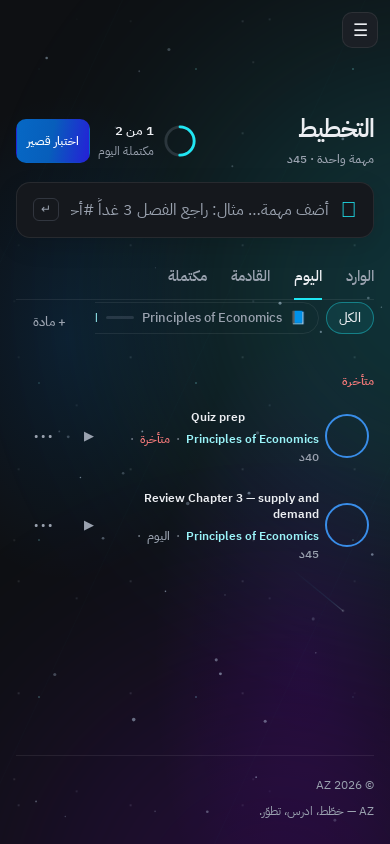 ☰
التخطيط
مهمة واحدة · 45د
1 من 2
مكتملة اليوم
اختبار قصير
أضف مهمة... مثال: راجع الفصل 3 غداً #أحـ
↵
الوارد
اليوم
القادمة
مكتملة
الكل
📘 Principles of Economics
+ مادة
متأخرة
Quiz prep
Principles of Economics · متأخرة ·
40د
▶
•••
Review Chapter 3 — supply and
demand
Principles of Economics · اليوم ·
45د
▶
•••
© 2026 AZ
AZ — خطّط، ادرس، تطوّر.